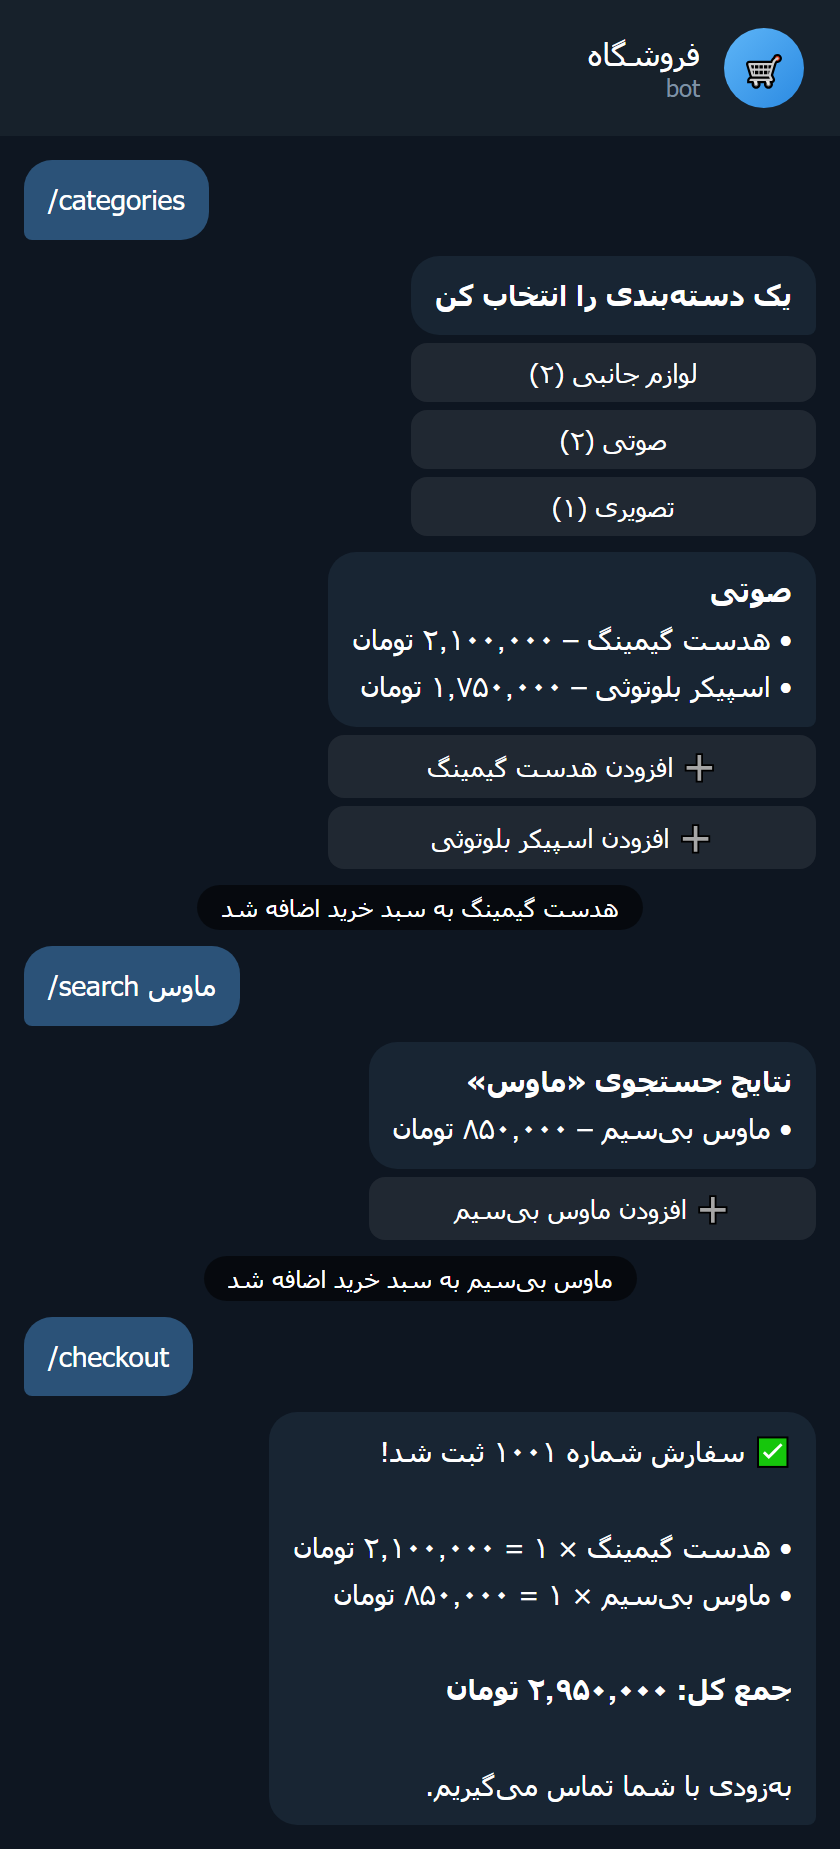 فروشگاه
bot
/categories
یک دسته‌بندی را انتخاب کن
لوازم جانبی (۲)
صوتی (۲)
تصویری (۱)
صوتی
• هدست گیمینگ – ۲,۱۰۰,۰۰۰ تومان
• اسپیکر بلوتوثی – ۱,۷۵۰,۰۰۰ تومان
➕ افزودن هدست گیمینگ
➕ افزودن اسپیکر بلوتوثی
هدست گیمینگ به سبد خرید اضافه شد
/search ماوس
نتایج جستجوی «ماوس»
• ماوس بی‌سیم – ۸۵۰,۰۰۰ تومان
➕ افزودن ماوس بی‌سیم
ماوس بی‌سیم به سبد خرید اضافه شد
/checkout
✅ سفارش شماره ۱۰۰۱ ثبت شد!
• هدست گیمینگ × ۱ = ۲,۱۰۰,۰۰۰ تومان
• ماوس بی‌سیم × ۱ = ۸۵۰,۰۰۰ تومان
جمع کل: ۲,۹۵۰,۰۰۰ تومان
به‌زودی با شما تماس می‌گیریم.